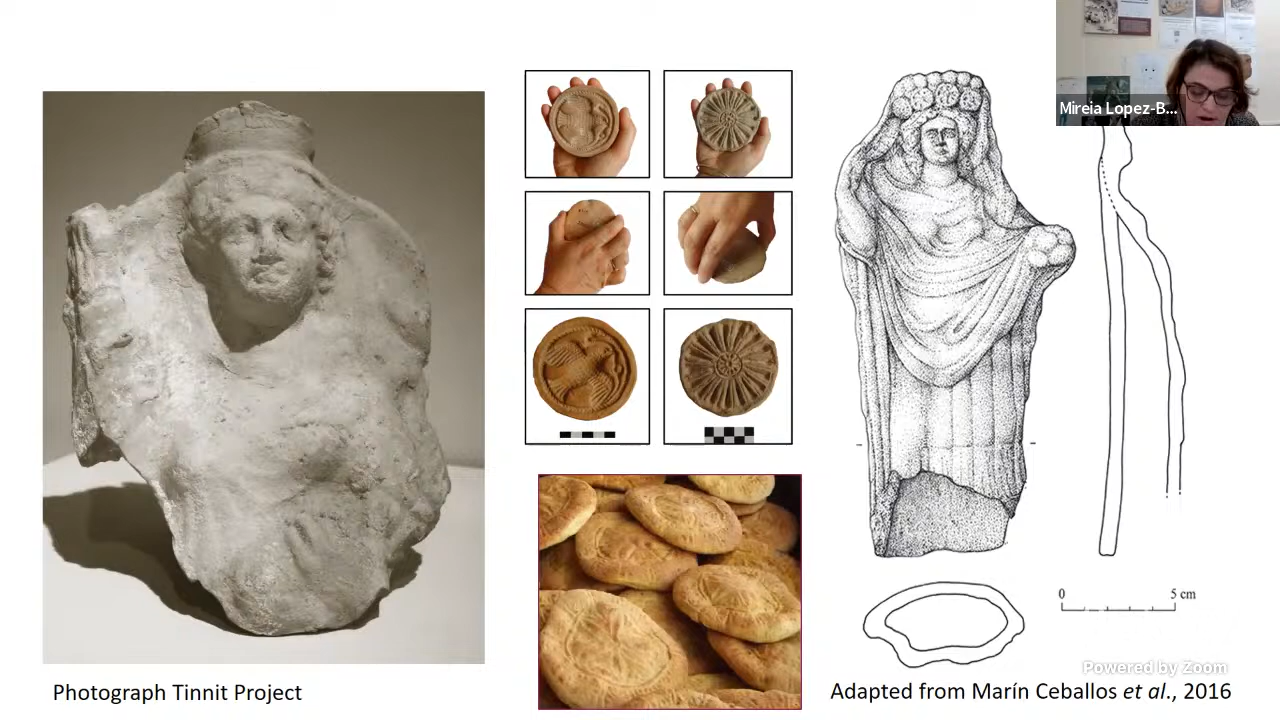 Mireia Lopez-B...
0
5 cm
Powered by Zoom
Photograph Tinnit Project
Adapted from Marín Ceballos et al., 2016